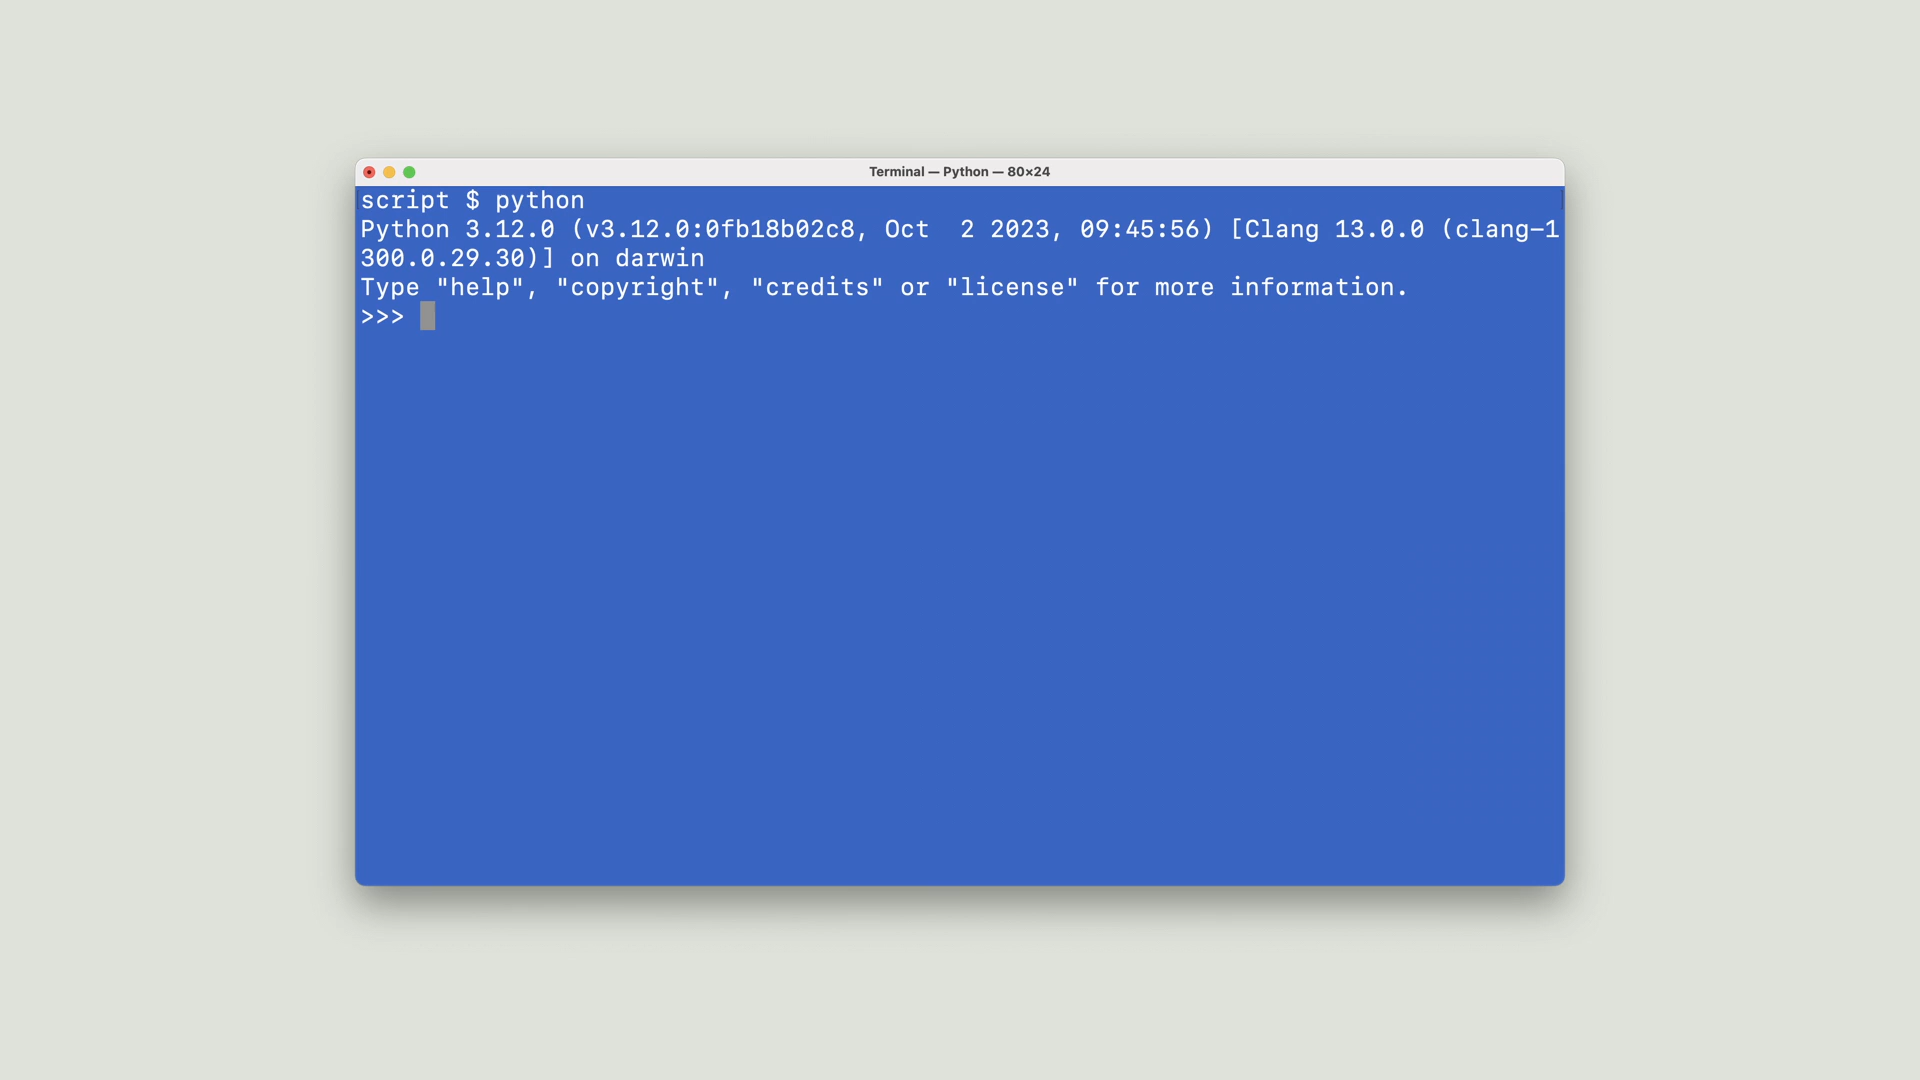 Terminal — Python — 80×24
script $ python
Python 3.12.0 (v3.12.0:0fb18b02c8, Oct  2 2023, 09:45:56) [Clang 13.0.0 (clang-1
300.0.29.30)] on darwin
Type "help", "copyright", "credits" or "license" for more information.
>>>